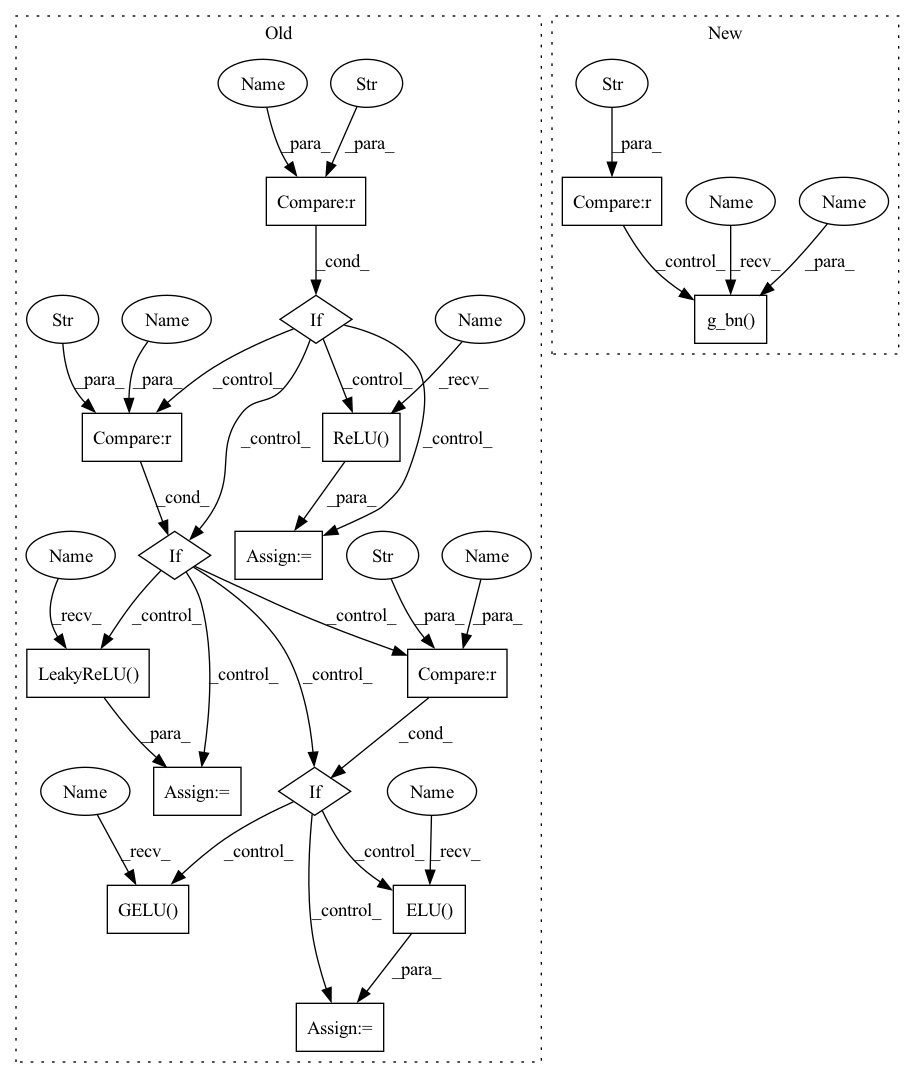 Old
New
Name
Str
Str
_para_
_para_
_para_
Compare:r
Compare:r
Name
Name
_cond_
_control_
_recv_
_para_
Str
Name
If
Name
g_bn()
_para_
_para_
_control_
_control_
_recv_
Compare:r
_control_
ReLU()
_control_
_cond_
_para_
Name
If
Assign:=
Str
Name
_recv_
_control_
_control_
_para_
_para_
LeakyReLU()
_control_
_control_
Compare:r
_para_
_cond_
Name
Assign:=
If
Name
_recv_
_control_
_control_
_recv_
GELU()
_control_
ELU()
_para_
Assign:=